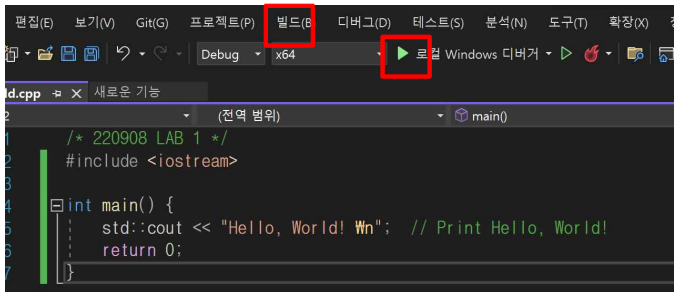 편집(E) 보기(V) Git(G) 프로젝트(P) 빌드(B 디버그(D) 테스트(S) 분석(N) 도구(T) 확장(X)
Debug x64 로컬 Windows 디버거
ld.cpp 새로운 기능
(전역 범위) main()
1 /* 220908 LAB 1 */
2 #include <iostream>
3
4 int main() {
5 std::cout << "Hello, World! ₩n"; // Print Hello, World!
6 return 0;
7 }